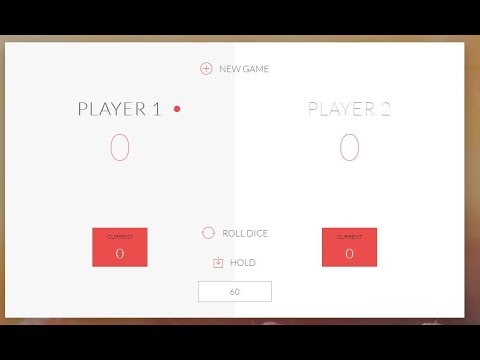 NEW GAME
PLAYER 1
PLAYER 2
0
0
ROLL DICE
CURRENT
0
CURRENT
0
HOLD
60